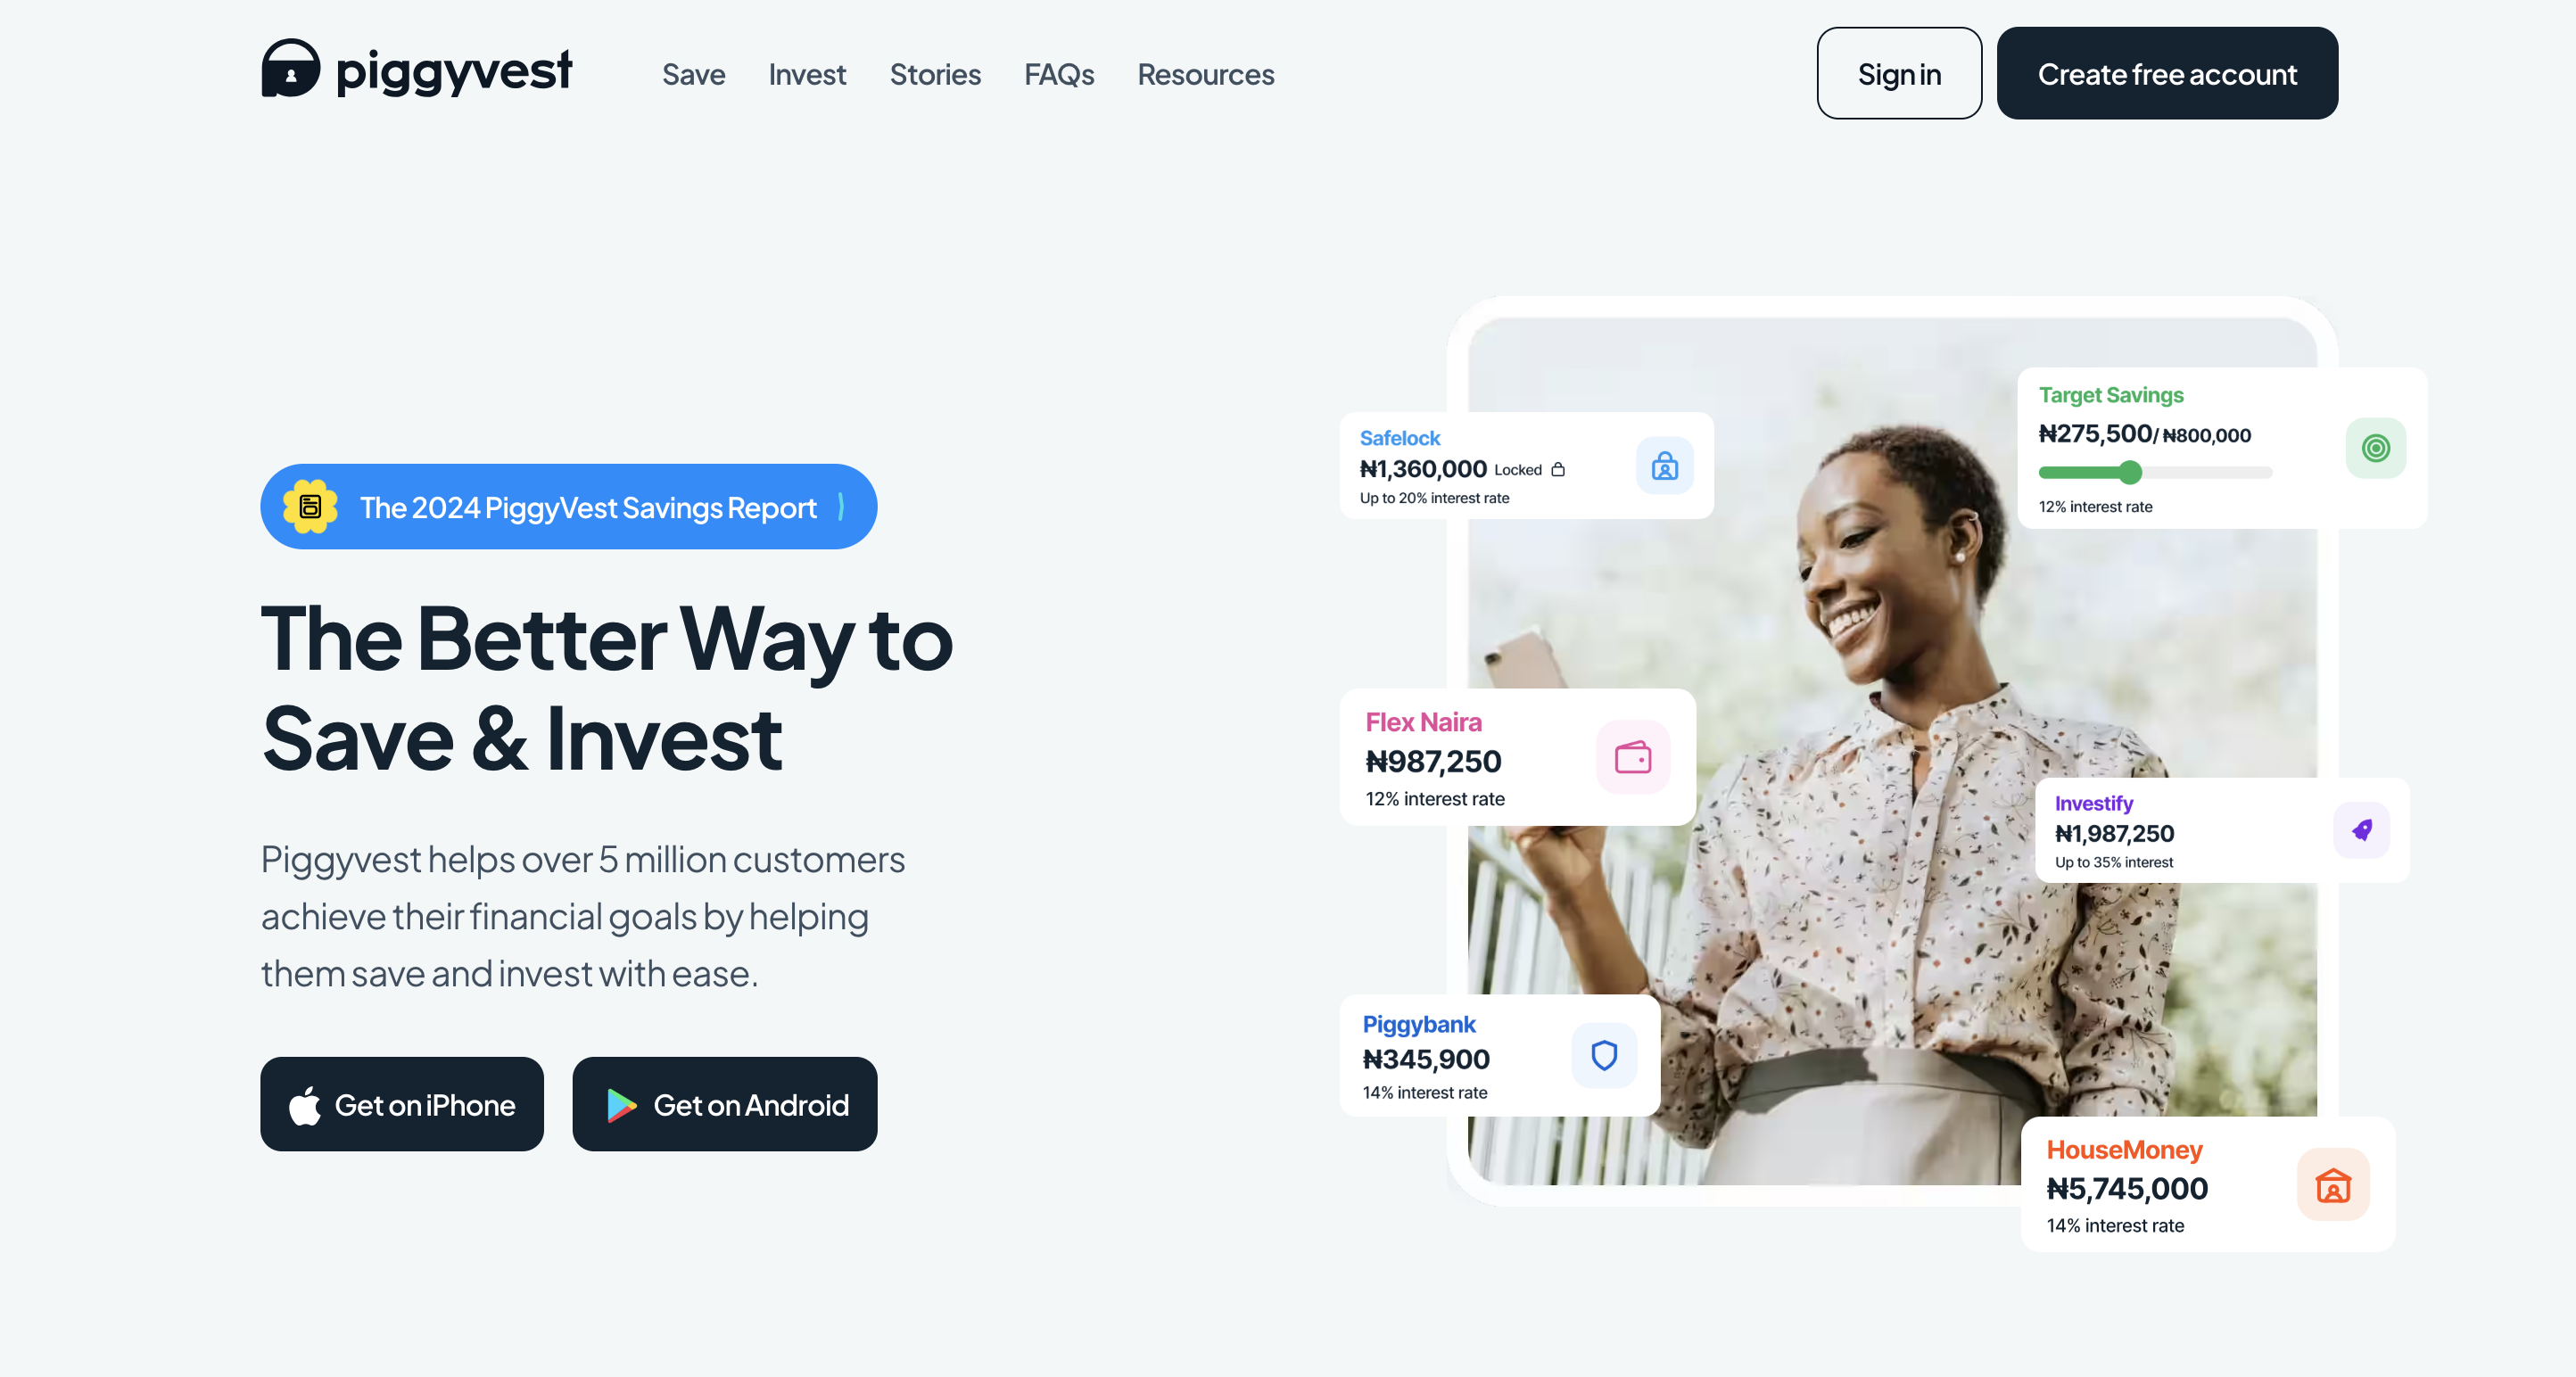 piggyvest
Save
Invest
Stories
FAQs
Resources
Sign in
Create free account
The 2024 PiggyVest Savings Report
The Better Way to
Save & Invest
Piggyvest helps over 5 million customers
achieve their financial goals by helping
them save and invest with ease.
Get on iPhone
Get on Android
Safelock
₦1,360,000 Locked
Up to 20% interest rate
Target Savings
₦275,500/ ₦800,000
12% interest rate
Flex Naira
₦987,250
12% interest rate
Investify
₦1,987,250
Up to 35% interest
Piggybank
₦345,900
14% interest rate
HouseMoney
₦5,745,000
14% interest rate